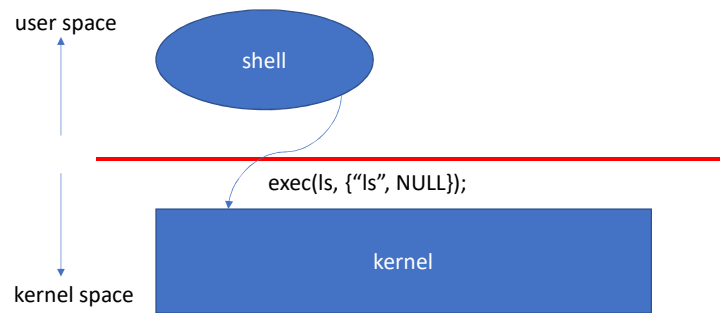 user space
shell
exec(ls, {“ls”, NULL});
kernel
kernel space